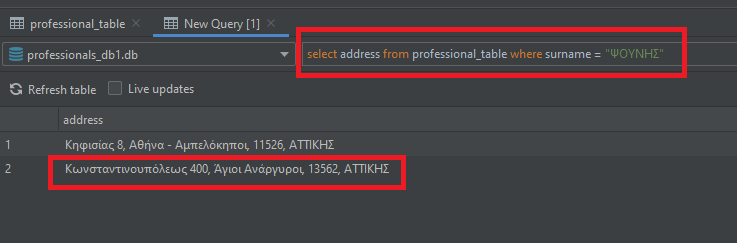 professional_table New Query [1]
professionals_db1.db select address from professional_table where surname = "ΨΟΥΝΗΣ"
Refresh table Live updates
address
1 Κηφισίας 8, Αθήνα - Αμπελόκηποι, 11526, ΑΤΤΙΚΗΣ
2 Κωνσταντινουπόλεως 400, Άγιοι Ανάργυροι, 13562, ΑΤΤΙΚΗΣ